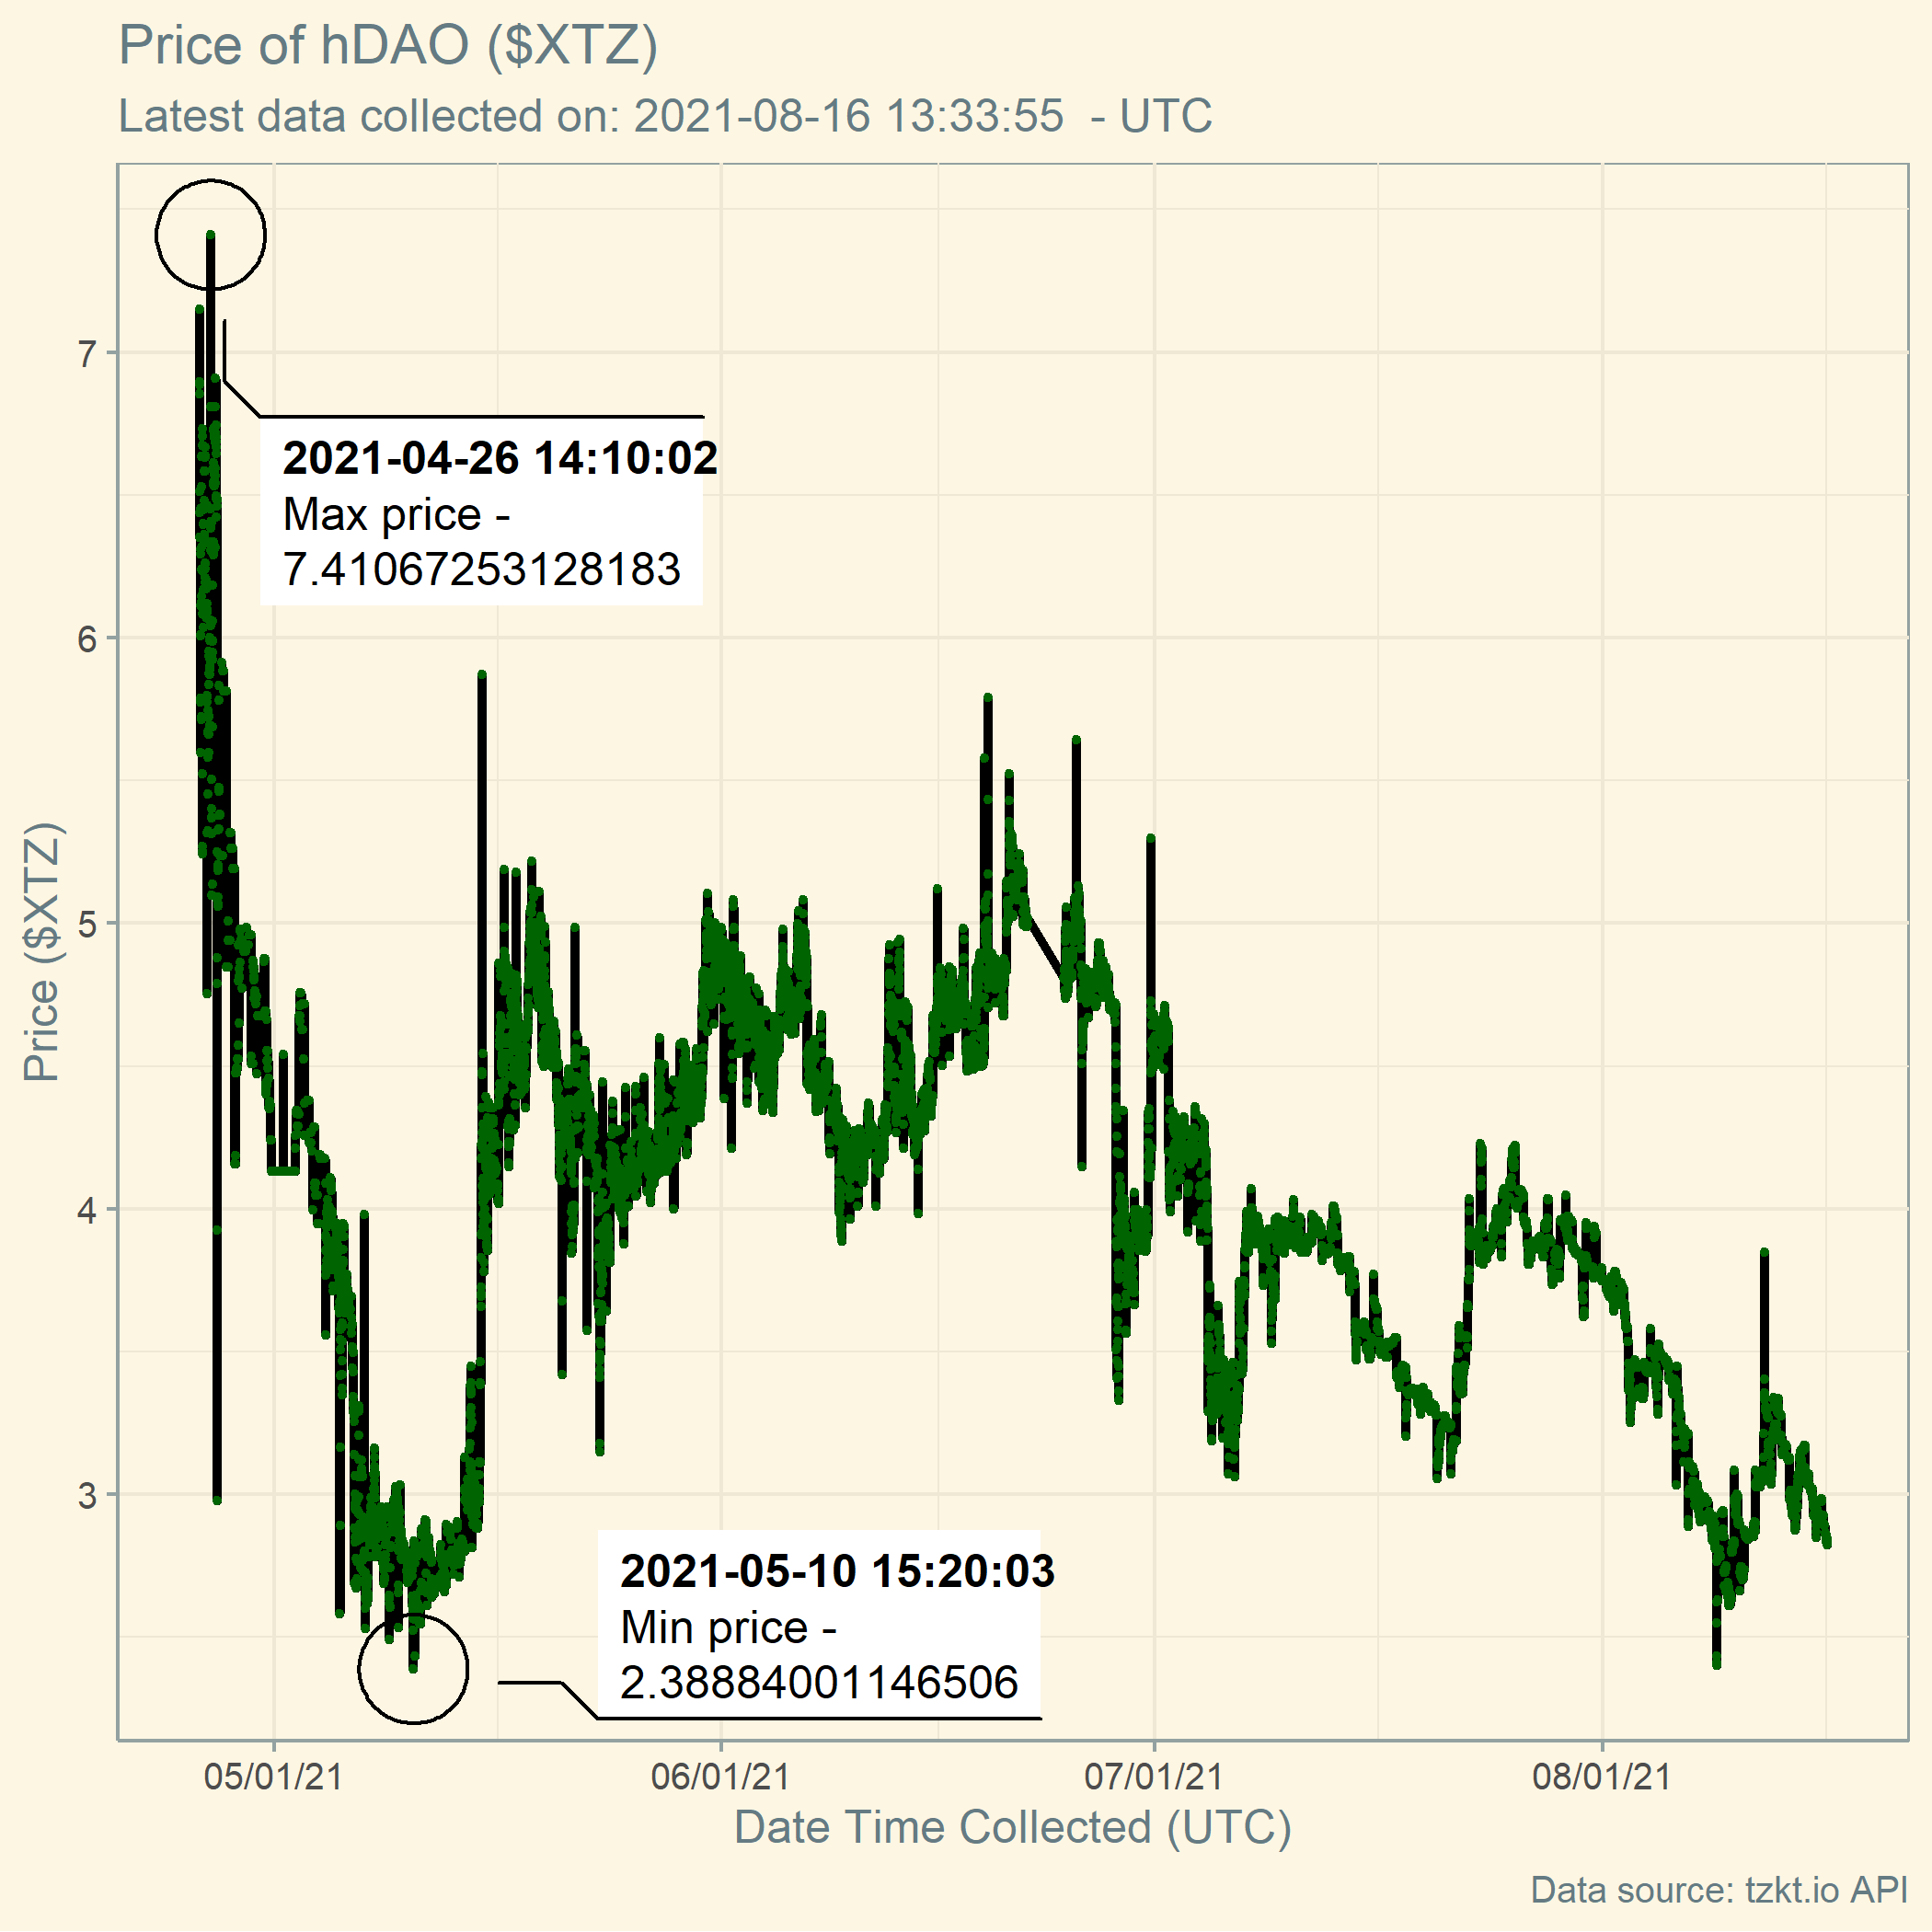 Price of hDAO ($XTZ)
Latest data collected on: 2021-08-16 13:33:55  - UTC
Price ($XTZ)
7
6
5
4
3
2021-04-26 14:10:02
Max price -
7.41067253128183
2021-05-10 15:20:03
Min price -
2.38884001146506
05/01/21
06/01/21
07/01/21
08/01/21
Date Time Collected (UTC)
Data source: tzkt.io API